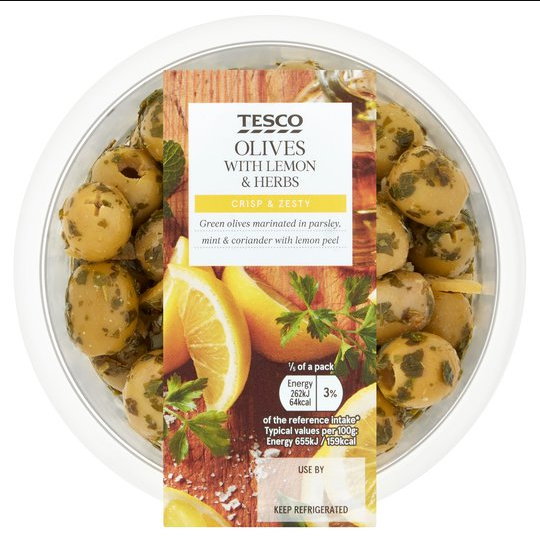 TESCO
OLIVES
WITH LEMON
& HERBS
CRISP & ZESTY
Green olives marinated in parsley,
mint & coriander with lemon peel
⅓ of a pack
Energy
262kJ
64kcal
3%
of the reference intake*
Typical values per 100g:
Energy 655kJ / 159kcal
USE BY
KEEP REFRIGERATED